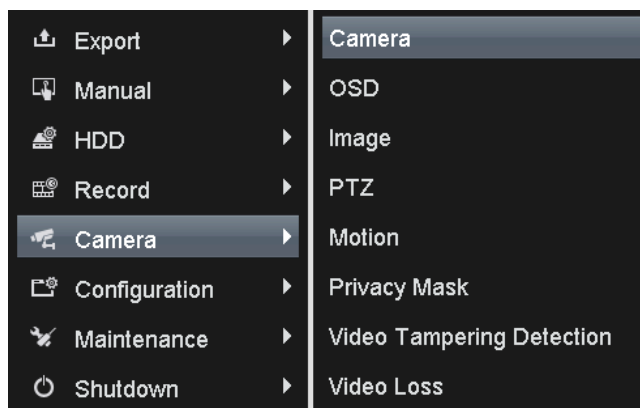 Export
Manual
HDD
Record
Camera
Configuration
Maintenance
Shutdown
Camera
OSD
Image
PTZ
Motion
Privacy Mask
Video Tampering Detection
Video Loss